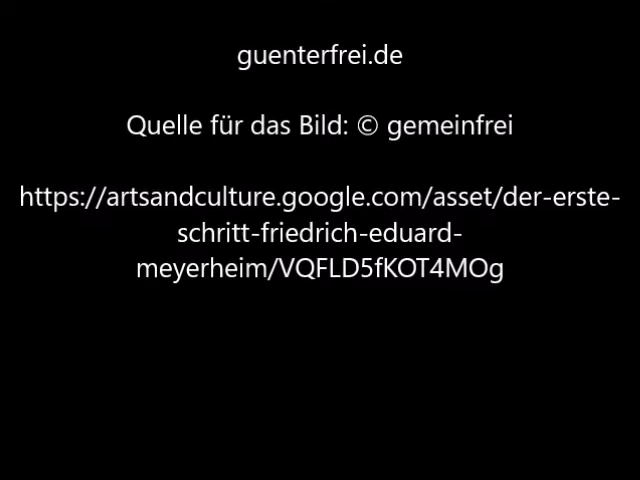 guenterfrei.de
Quelle für das Bild: © gemeinfrei
https://artsandculture.google.com/asset/der-erste-
schritt-friedrich-eduard-
meyerheim/VQFLD5fKOT4MOg